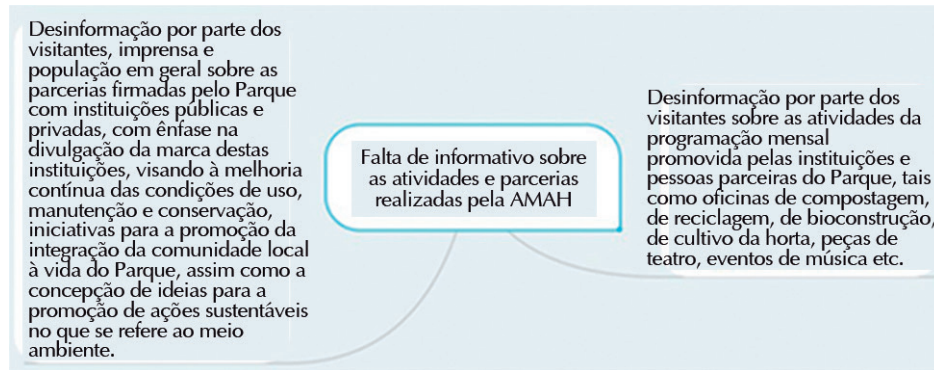 Desinformação por parte dos
visitantes, imprensa e
população em geral sobre as
parcerias firmadas pelo Parque
com instituições públicas e
privadas, com ênfase na
divulgação da marca destas
instituições, visando à melhoria
contínua das condições de uso,
manutenção e conservação,
iniciativas para a promoção da
integração da comunidade local
à vida do Parque, assim como a
concepção de ideias para a
promoção de ações sustentáveis
no que se refere ao meio
ambiente.
Falta de informativo sobre
as atividades e parcerias
realizadas pela AMAH
Desinformação por parte dos
visitantes sobre as atividades da
programação mensal
promovida pelas instituições e
pessoas parceiras do Parque, tais
como oficinas de compostagem,
de reciclagem, de bioconstrução,
de cultivo da horta, peças de
teatro, eventos de música etc.